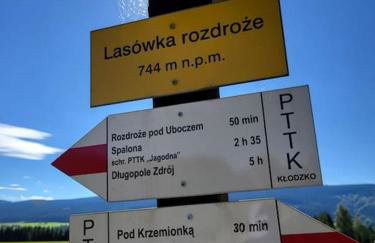 Lasówka rozdroże
744 m n.p.m.
Rozdroże pod Uboczem 50 min
Spalona 2 h 35
schr. PTTK „Jagodna"
Długopole Zdrój 5 h
PTTK
KŁODZKO
Pod Krzemionką 30 min
PT